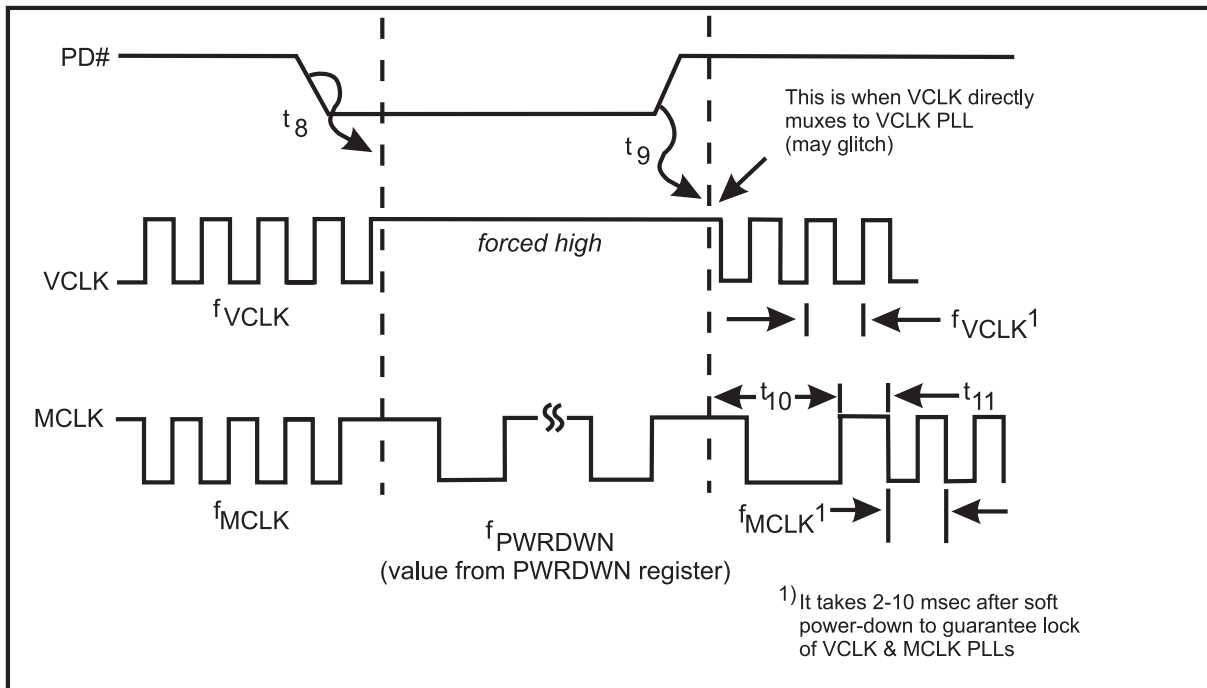 PD#
t8
t9
This is when VCLK directly
muxes to VCLK PLL
(may glitch)
forced high
VCLK
fVCLK
fVCLK1
t10
t11
MCLK
fMCLK
fMCLK1
fPWRDWN
(value from PWRDWN register)
1) It takes 2-10 msec after soft
power-down to guarantee lock
of VCLK & MCLK PLLs